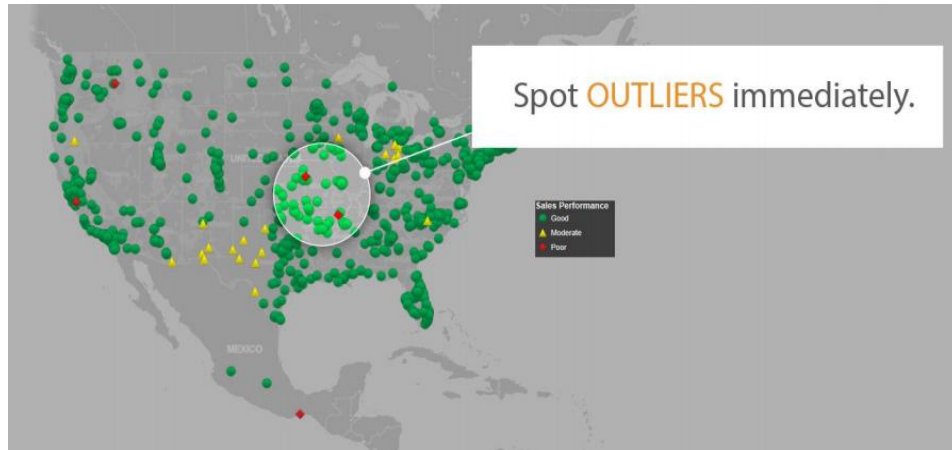 Spot OUTLIERS immediately.
Sales Performance
Good
Moderate
Poor
MEXICO